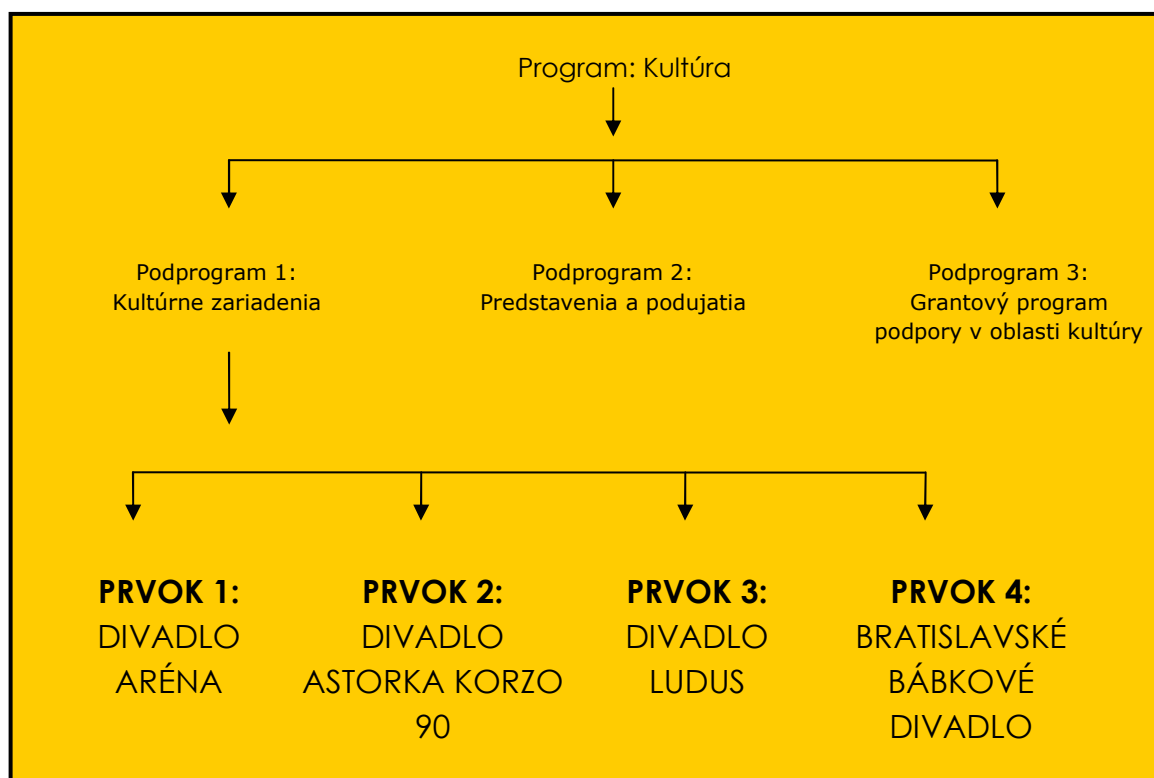 Program: Kultúra
Podprogram 1:
Kultúrne zariadenia
Podprogram 2:
Predstavenia a podujatia
Podprogram 3:
Grantový program
podpory v oblasti kultúry
PRVOK 1:
DIVADLO
ARÉNA
PRVOK 2:
DIVADLO
ASTORKA KORZO
90
PRVOK 3:
DIVADLO
LUDUS
PRVOK 4:
BRATISLAVSKÉ
BÁBKOVÉ
DIVADLO